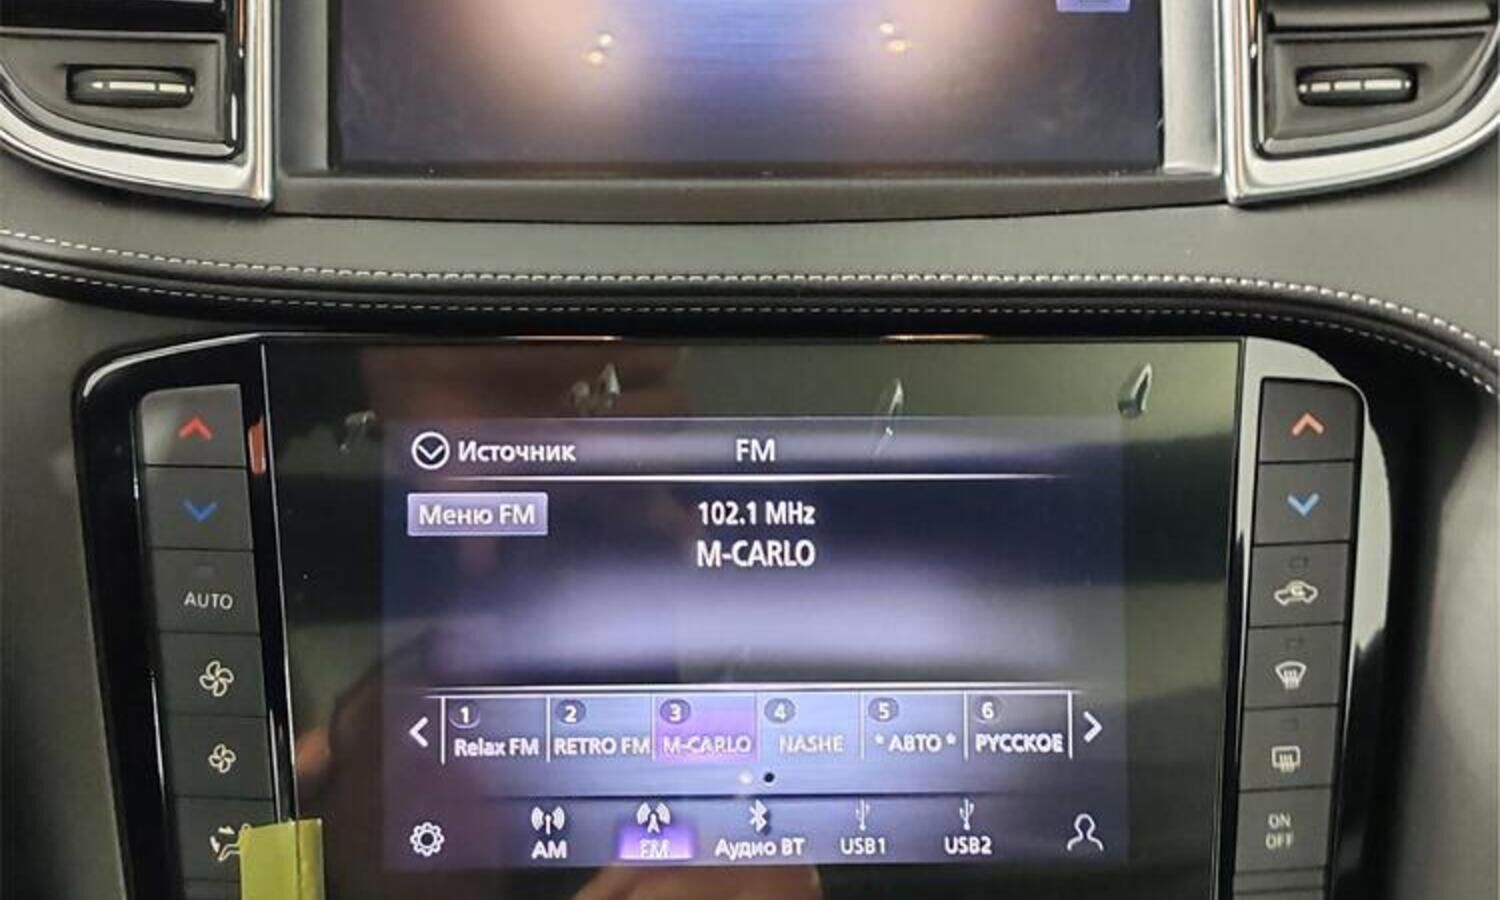 Источник FM
Меню FM
102.1 MHz
M-CARLO
1 2 3 4 5 6
Relax FM RETRO FM M-CARLO NASHE * АВТО * РУССКОЕ
AM FM Аудио BT USB1 USB2
AUTO
ON
OFF